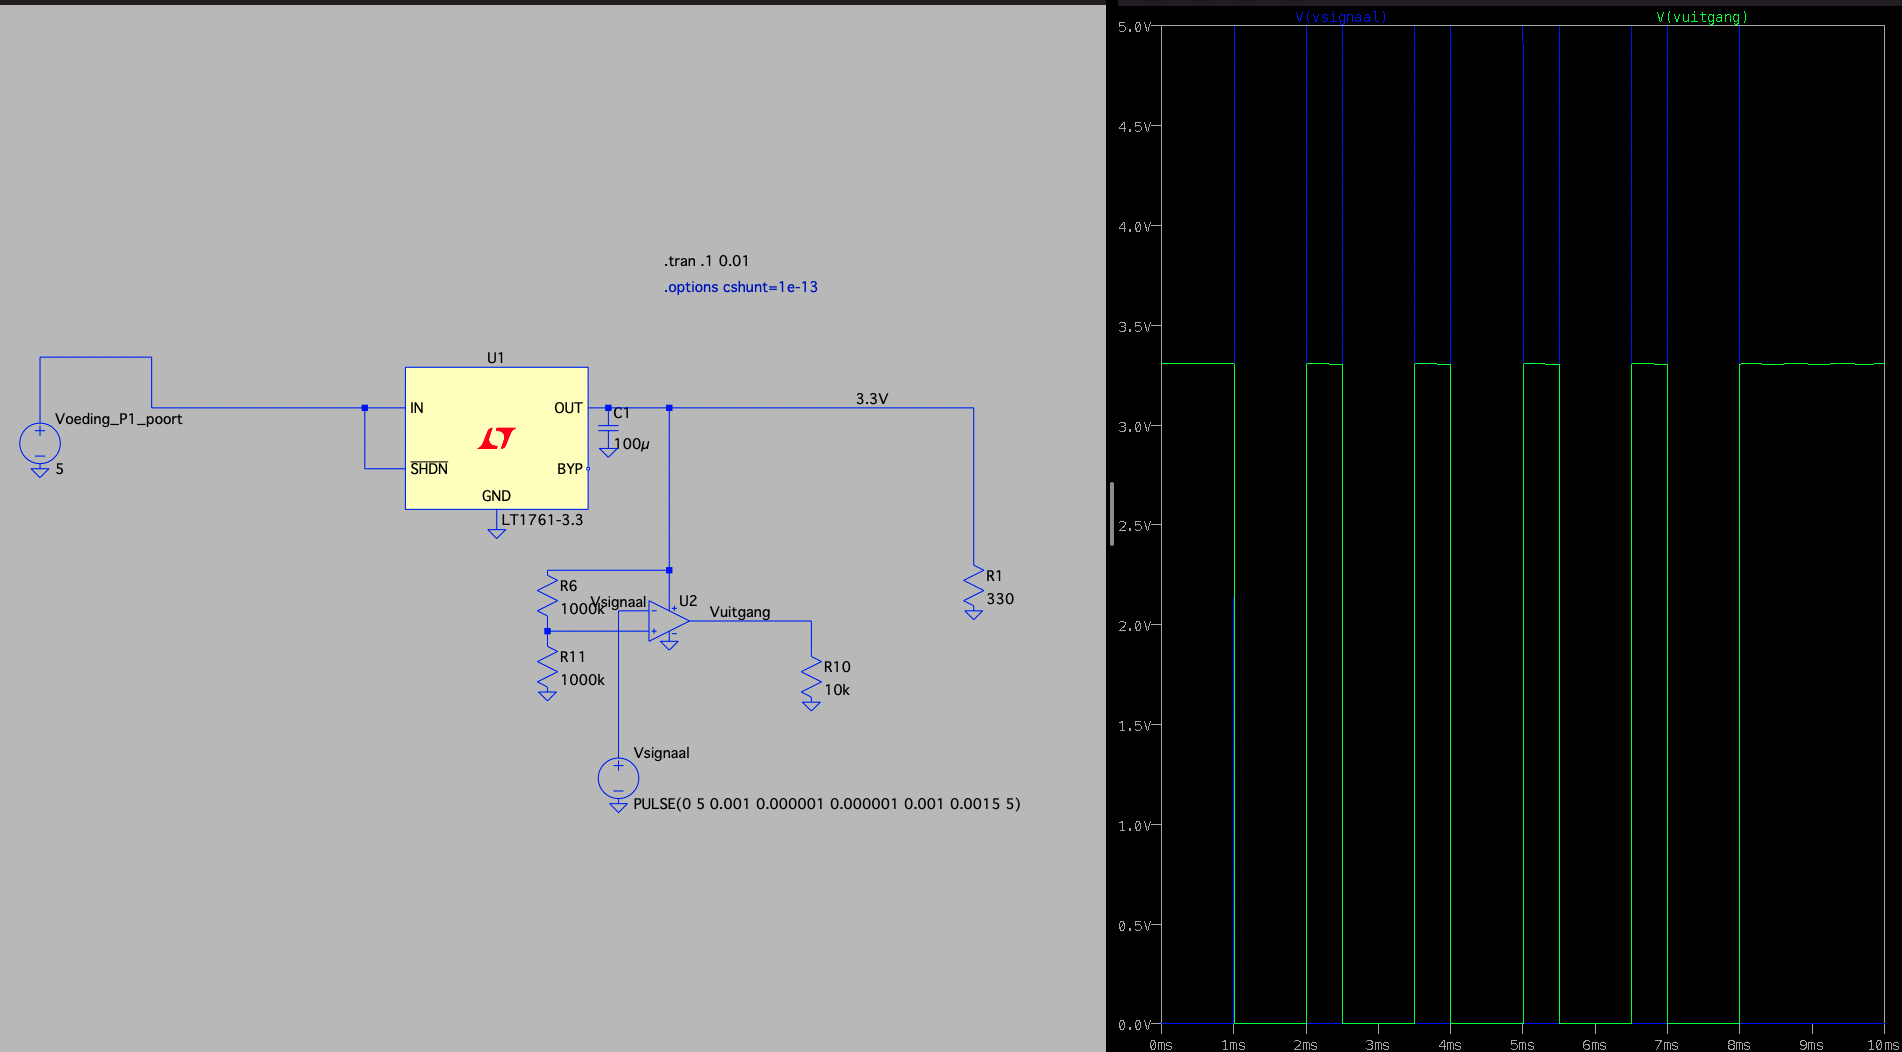 .tran .1 0.01
.options cshunt=1e-13
U1
IN
OUT
SHDN
BYP
GND
LT1761-3.3
Voeding_P1_poort
5
C1
100µ
3.3V
R1
330
R6
1000k
Vsignaal
U2
Vuitgang
R11
1000k
R10
10k
Vsignaal
PULSE(0 5 0.001 0.000001 0.000001 0.001 0.0015 5)
V(vsignaal)
V(vuitgang)
5.0V
4.5V
4.0V
3.5V
3.0V
2.5V
2.0V
1.5V
1.0V
0.5V
0.0V
0ms 1ms 2ms 3ms 4ms 5ms 6ms 7ms 8ms 9ms 10ms